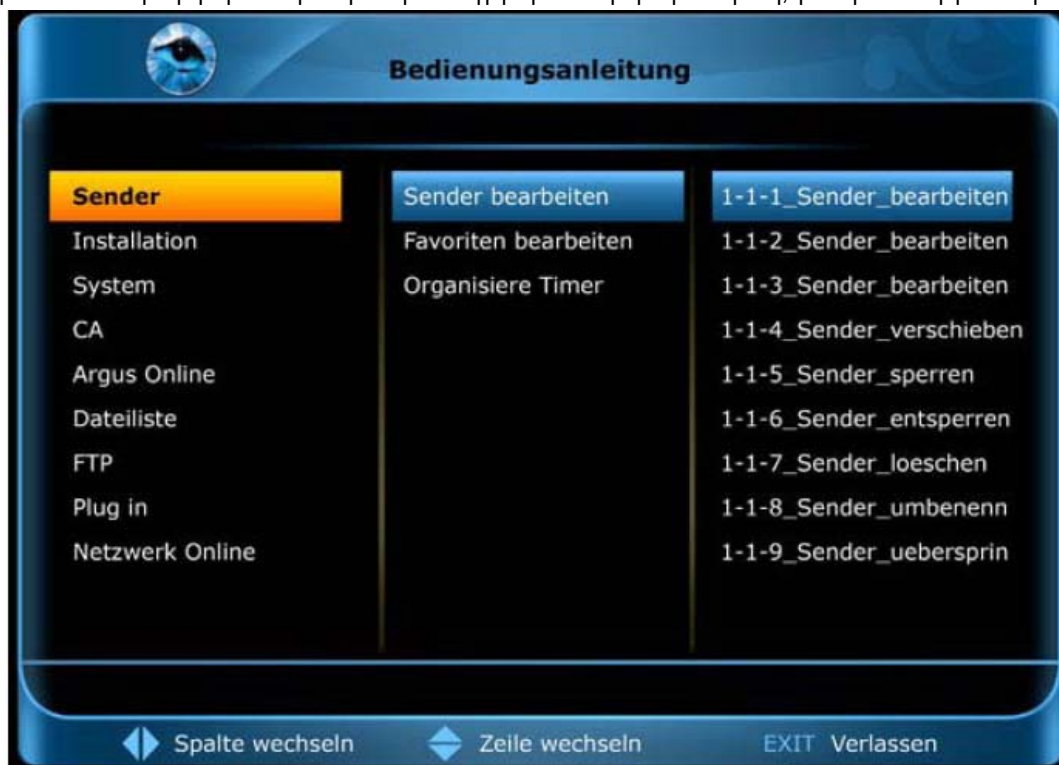 Bedienungsanleitung
Sender
Installation
System
CA
Argus Online
Dateiliste
FTP
Plug in
Netzwerk Online
Sender bearbeiten
Favoriten bearbeiten
Organisiere Timer
1-1-1_Sender_bearbeiten
1-1-2_Sender_bearbeiten
1-1-3_Sender_bearbeiten
1-1-4_Sender_verschieben
1-1-5_Sender_sperren
1-1-6_Sender_entsperren
1-1-7_Sender_loeschen
1-1-8_Sender_umbenenn
1-1-9_Sender_uebersprin
Spalte wechseln
Zeile wechseln
EXIT Verlassen